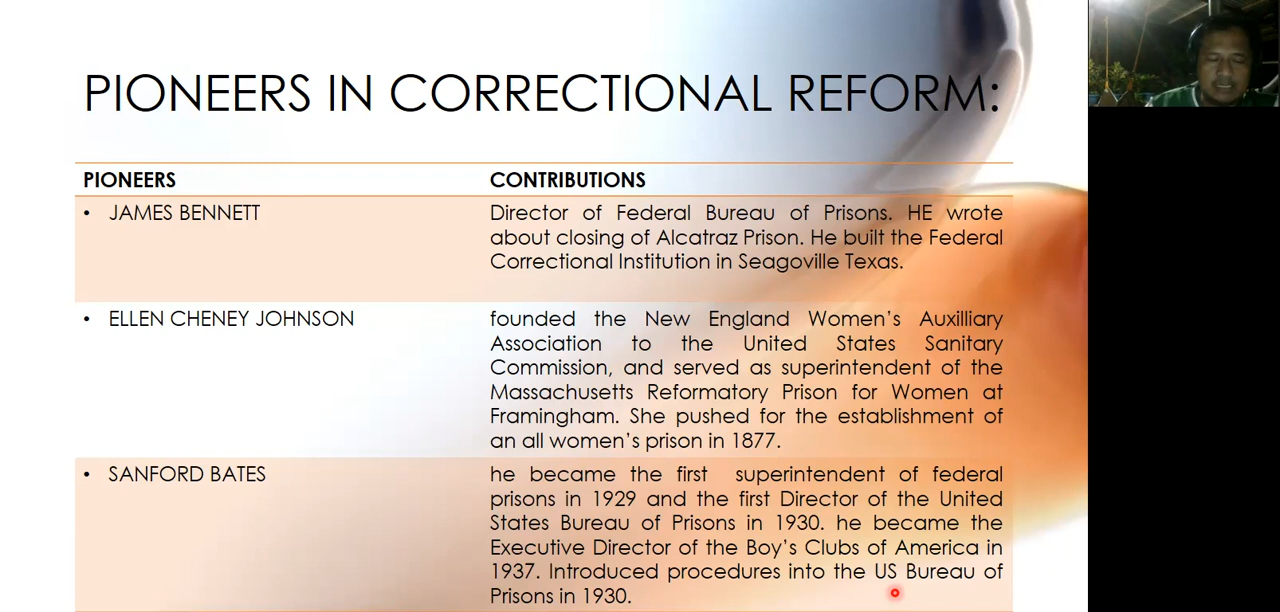 PIONEERS IN CORRECTIONAL REFORM:
PIONEERS CONTRIBUTIONS
• JAMES BENNETT
Director of Federal Bureau of Prisons. HE wrote
about closing of Alcatraz Prison. He built the Federal
Correctional Institution in Seagoville Texas.
• ELLEN CHENEY JOHNSON
founded the New England Women's Auxilliary
Association to the United States Sanitary
Commission, and served as superintendent of the
Massachusetts Reformatory Prison for Women at
Framingham. She pushed for the establishment of
an all women's prison in 1877.
• SANFORD BATES
he became the first superintendent of federal
prisons in 1929 and the first Director of the United
States Bureau of Prisons in 1930. he became the
Executive Director of the Boy's Clubs of America in
1937. Introduced procedures into the US Bureau of
Prisons in 1930.